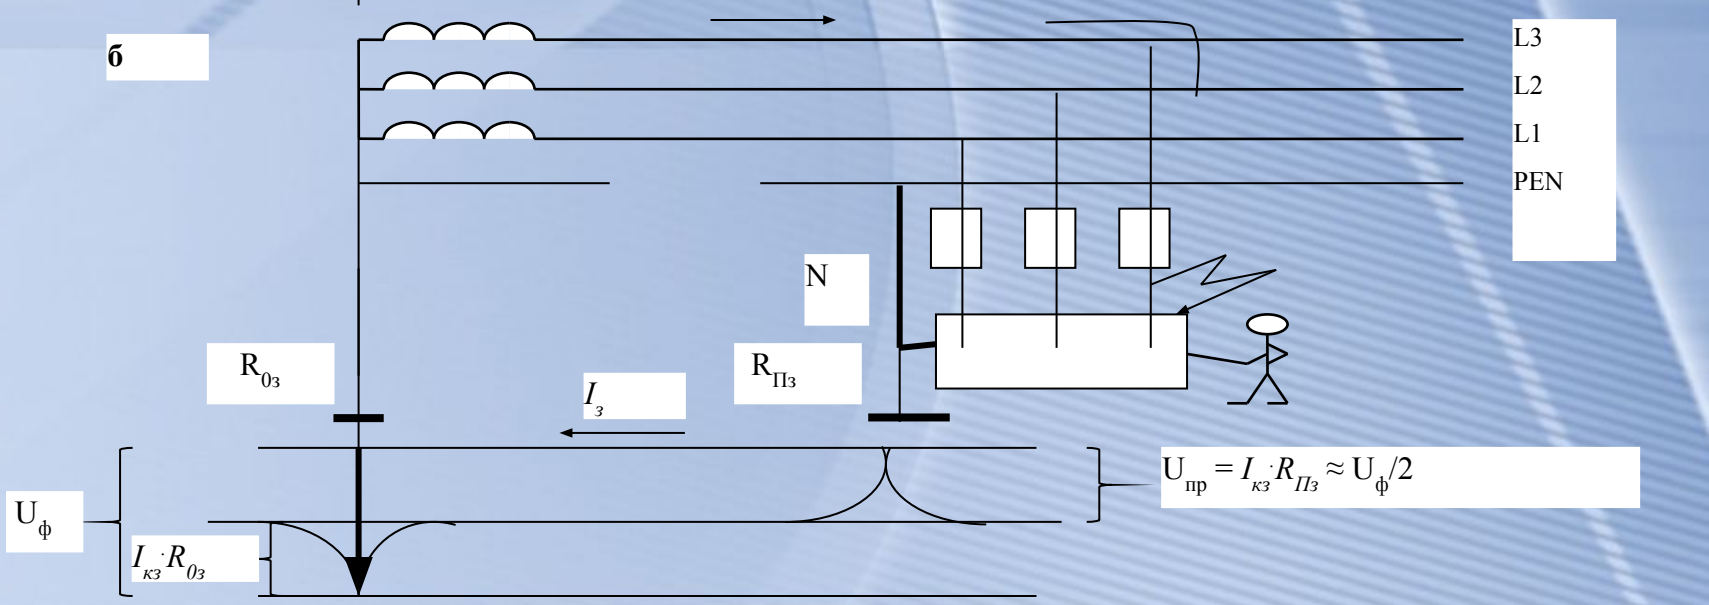 б
L3
L2
L1
PEN
N
R0з
RПз
Iз
Uпр = Iкз·RПз ≈ Uф/2
Uф
Iкз·R0з